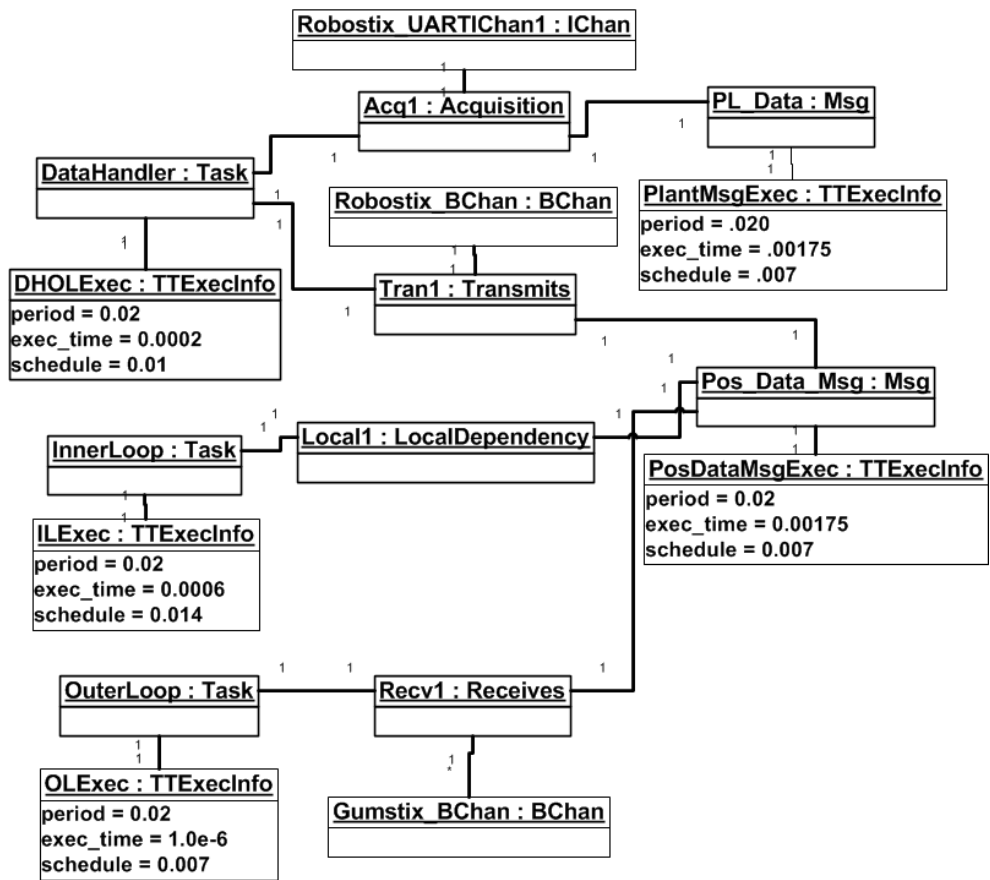 Robostix_UARTIChan1 : IChan
1
1
Acq1 : Acquisition
1
1
PL_Data : Msg
1
1
1
DataHandler : Task
1
1
Robostix_BChan : BChan
1
1
PlantMsgExec : TTExecInfo
period = .020
exec_time = .00175
schedule = .007
1
1
DHOLExec : TTExecInfo
period = 0.02
exec_time = 0.0002
schedule = 0.01
Tran1 : Transmits
1
1
1
Pos_Data_Msg : Msg
1
1
1
1
InnerLoop : Task
1
1
Local1 : LocalDependency
1
PosDataMsgExec : TTExecInfo
period = 0.02
exec_time = 0.00175
schedule = 0.007
1
1
ILExec : TTExecInfo
period = 0.02
exec_time = 0.0006
schedule = 0.014
OuterLoop : Task
1
1
Recv1 : Receives
1
1
1
OLExec : TTExecInfo
period = 0.02
exec_time = 1.0e-6
schedule = 0.007
1
*
Gumstix_BChan : BChan